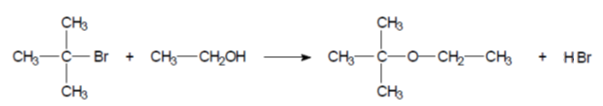 CH₃ CH₃
CH₃—C—Br + CH₃—CH₂OH ⟶ CH₃—C—O—CH₂—CH₃ + HBr
CH₃ CH₃